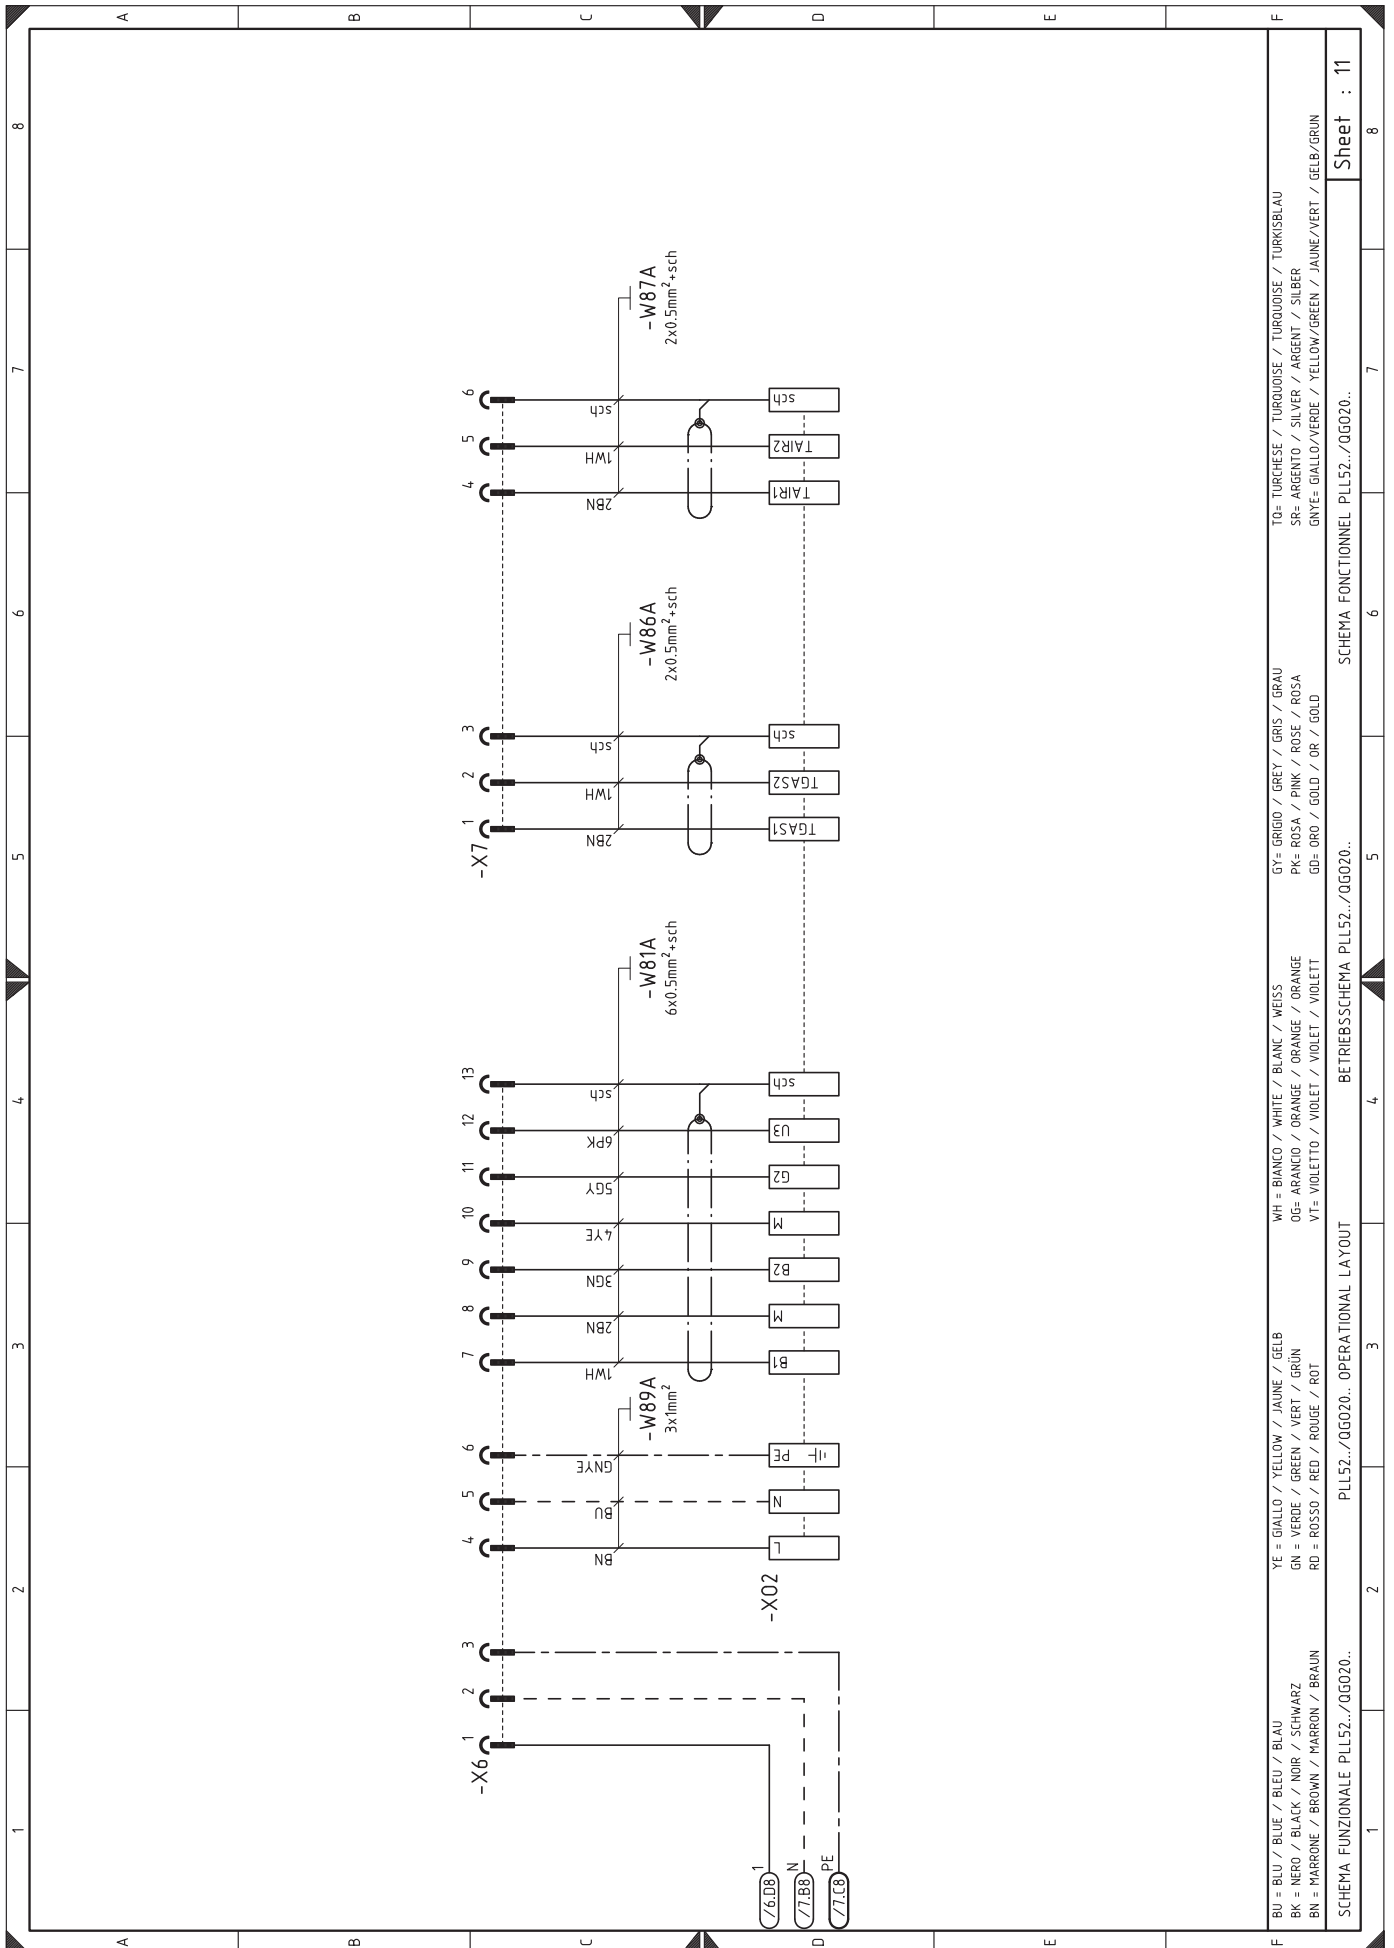 1 2 3 4 5 6 7 8
A A
B B
C C
D D
E E
F F
-X6 1 2 3 4 5 6 7 8 9 10 11 12 13
-X7 1 2 3 4 5 6
BN BU GNYE 1WH 2BN 3GN 4YE 5GY 6PK sch
2BN 1WH sch
2BN 1WH sch
-W89A
3x1mm²
-W81A
6x0.5mm²+sch
-W86A
2x0.5mm²+sch
-W87A
2x0.5mm²+sch
-X02
L N PE B1 M B2 M G2 U3 sch
TGAS1 TGAS2 sch
TAIR1 TAIR2 sch
/6.D8 1
/7.B8 N
/7.C8 PE
BU = BLU / BLUE / BLEU / BLAU
BK = NERO / BLACK / NOIR / SCHWARZ
BN = MARRONE / BROWN / MARRON / BRAUN
YE = GIALLO / YELLOW / JAUNE / GELB
GN = VERDE / GREEN / VERT / GRÜN
RD = ROSSO / RED / ROUGE / ROT
WH = BIANCO / WHITE / BLANC / WEISS
OG= ARANCIO / ORANGE / ORANGE / ORANGE
VT= VIOLETTO / VIOLET / VIOLET / VIOLETT
GY= GRIGIO / GREY / GRIS / GRAU
PK= ROSA / PINK / ROSE / ROSA
GD= ORO / GOLD / OR / GOLD
TQ= TURCHESE / TURQUOISE / TURQUOISE / TURKISBLAU
SR= ARGENTO / SILVER / ARGENT / SILBER
GNYE= GIALLO/VERDE / YELLOW/GREEN / JAUNE/VERT / GELB/GRUN
SCHEMA FUNZIONALE PLL52../QGO20.. PLL52../QGO20.. OPERATIONAL LAYOUT BETRIEBSSCHEMA PLL52../QGO20.. SCHEMA FONCTIONNEL PLL52../QGO20.. Sheet : 11
1 2 3 4 5 6 7 8